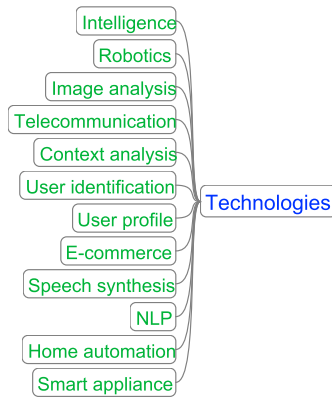 Intelligence
Robotics
Image analysis
Telecommunication
Context analysis
User identification
Technologies
User profile
E-commerce
Speech synthesis
NLP
Home automation
Smart appliance